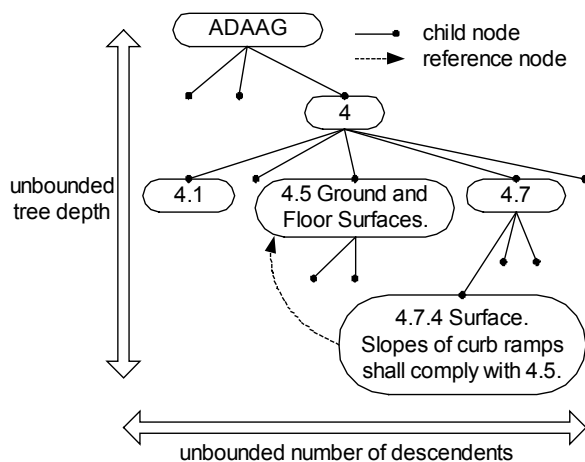 ADAAG
child node
reference node
4
unbounded
tree depth
4.1
4.5 Ground and
Floor Surfaces.
4.7
4.7.4 Surface.
Slopes of curb ramps
shall comply with 4.5.
unbounded number of descendents